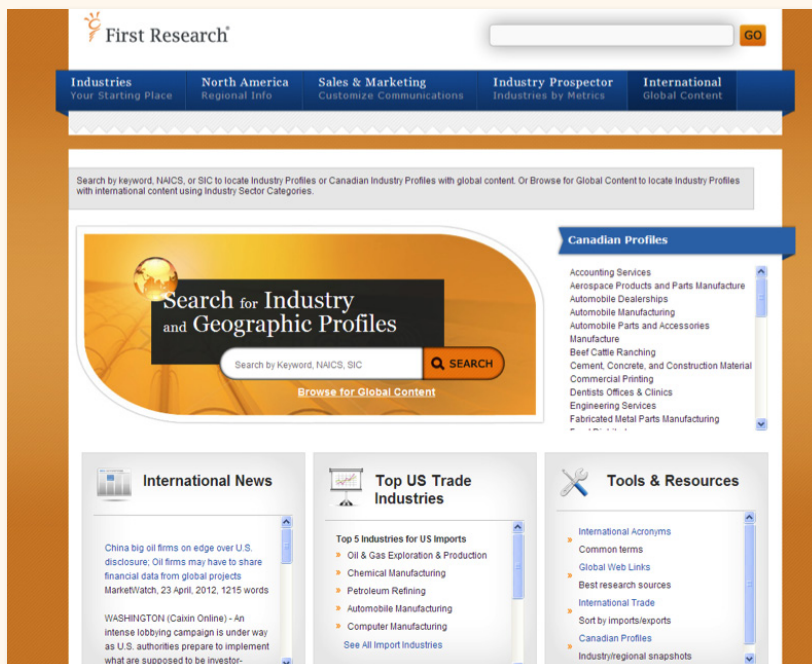 First Research®
GO
Industries
Your Starting Place
North America
Regional Info
Sales & Marketing
Customize Communications
Industry Prospector
Industries by Metrics
International
Global Content
Search by keyword, NAICS, or SIC to locate Industry Profiles or Canadian Industry Profiles with global content. Or Browse for Global Content to locate Industry Profiles
with international content using Industry Sector Categories.
Search for Industry
and Geographic Profiles
Search by Keyword, NAICS, SIC
SEARCH
Browse for Global Content
Canadian Profiles
Accounting Services
Aerospace Products and Parts Manufacture
Automobile Dealerships
Automobile Manufacturing
Automobile Parts and Accessories
Manufacture
Beef Cattle Ranching
Cement, Concrete, and Construction Material
Commercial Printing
Dentists Offices & Clinics
Engineering Services
Fabricated Metal Parts Manufacturing
International News
China big oil firms on edge over U.S.
disclosure; Oil firms may have to share
financial data from global projects
MarketWatch, 23 April, 2012, 1215 words
WASHINGTON (Caixin Online) - An
intense lobbying campaign is under way
as U.S. authorities prepare to implement
what are supposed to be investor-
Top US Trade
Industries
Top 5 Industries for US Imports
» Oil & Gas Exploration & Production
» Chemical Manufacturing
» Petroleum Refining
» Automobile Manufacturing
» Computer Manufacturing
See All Import Industries
Tools & Resources
» International Acronyms
Common terms
» Global Web Links
Best research sources
» International Trade
Sort by imports/exports
» Canadian Profiles
Industry/regional snapshots